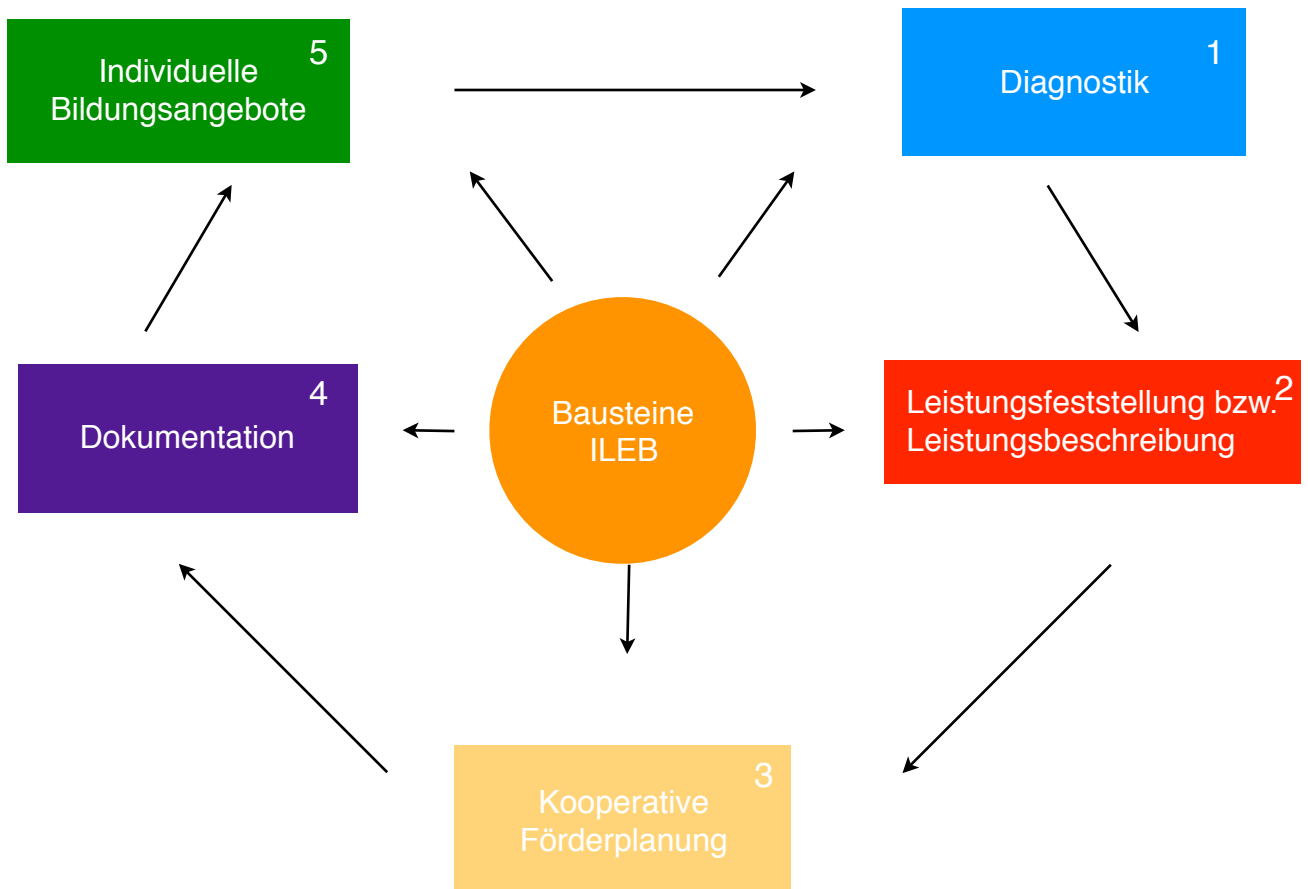 5
Individuelle
Bildungsangebote
1
Diagnostik
4
Dokumentation
Bausteine
ILEB
2
Leistungsfeststellung bzw.
Leistungsbeschreibung
3
Kooperative
Förderplanung